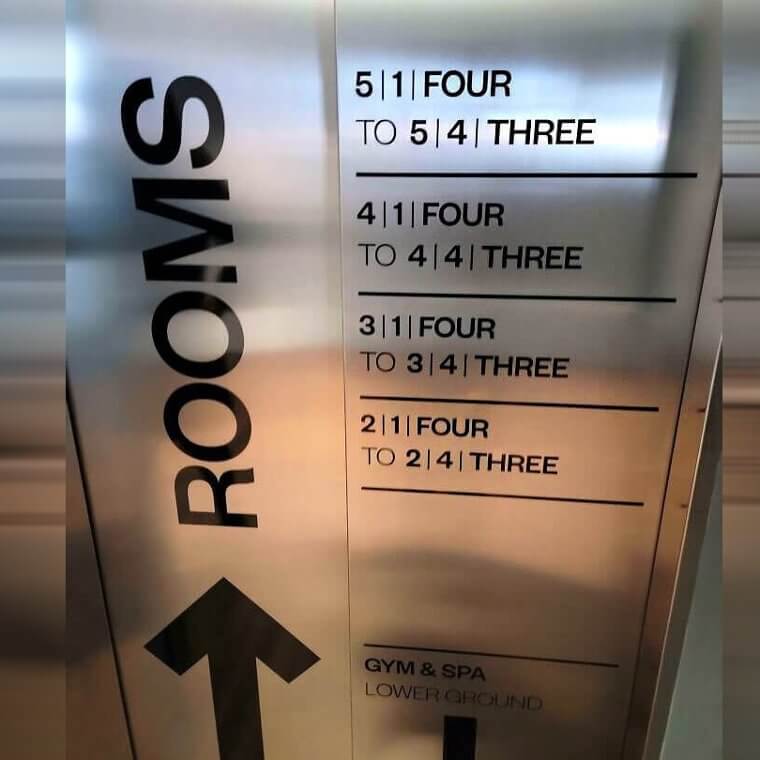 ROOMS
5|1|FOUR
TO 5|4|THREE
4|1|FOUR
TO 4|4|THREE
3|1|FOUR
TO 3|4|THREE
2|1|FOUR
TO 2|4|THREE
GYM & SPA
LOWER GROUND